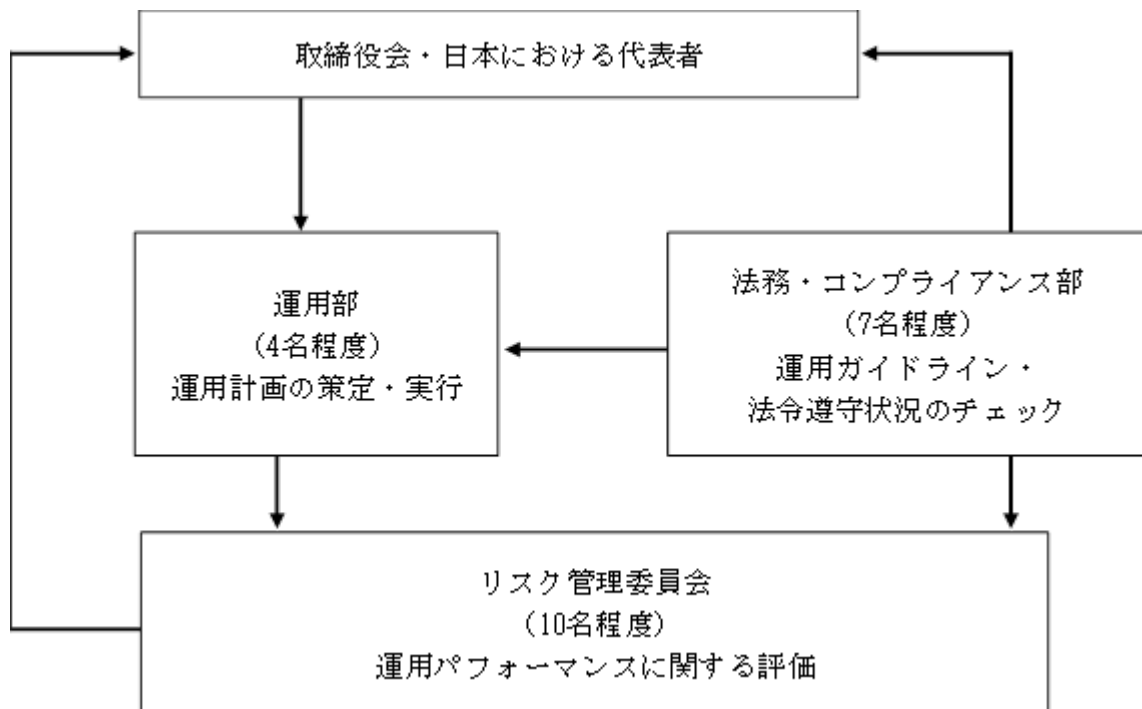 取締役会・日本における代表者
運用部
(4名程度)
運用計画の策定・実行
法務・コンプライアンス部
(7名程度)
運用ガイドライン・
法令遵守状況のチェック
リスク管理委員会
(10名程度)
運用パフォーマンスに関する評価